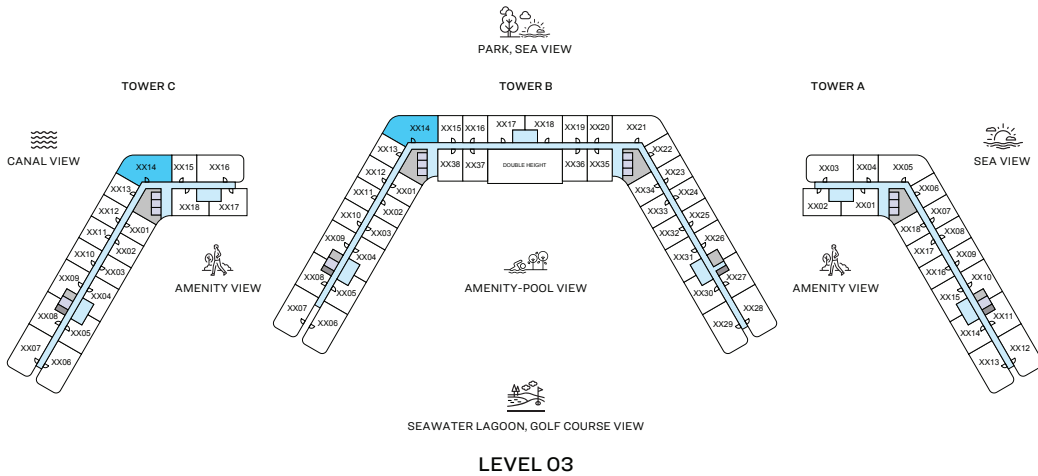 PARK, SEA VIEW
TOWER C
TOWER B
TOWER A
CANAL VIEW
SEA VIEW
XX14
XX15
XX16
XX13
XX12
XX11
XX10
XX09
XX08
XX07
XX06
XX05
XX04
XX03
XX02
XX01
XX18
XX17
AMENITY VIEW
XX14
XX15
XX16
XX17
XX18
XX19
XX20
XX21
XX13
XX12
XX11
XX10
XX09
XX08
XX07
XX06
XX05
XX04
XX03
XX02
XX01
XX38
XX37
DOUBLE HEIGHT
XX36
XX35
XX22
XX23
XX24
XX25
XX26
XX27
XX28
XX29
XX30
XX31
XX32
XX33
XX34
AMENITY-POOL VIEW
XX03
XX04
XX05
XX02
XX01
XX06
XX07
XX08
XX09
XX10
XX11
XX12
XX13
XX14
XX15
XX16
XX17
XX18
AMENITY VIEW
SEAWATER LAGOON, GOLF COURSE VIEW
LEVEL 03